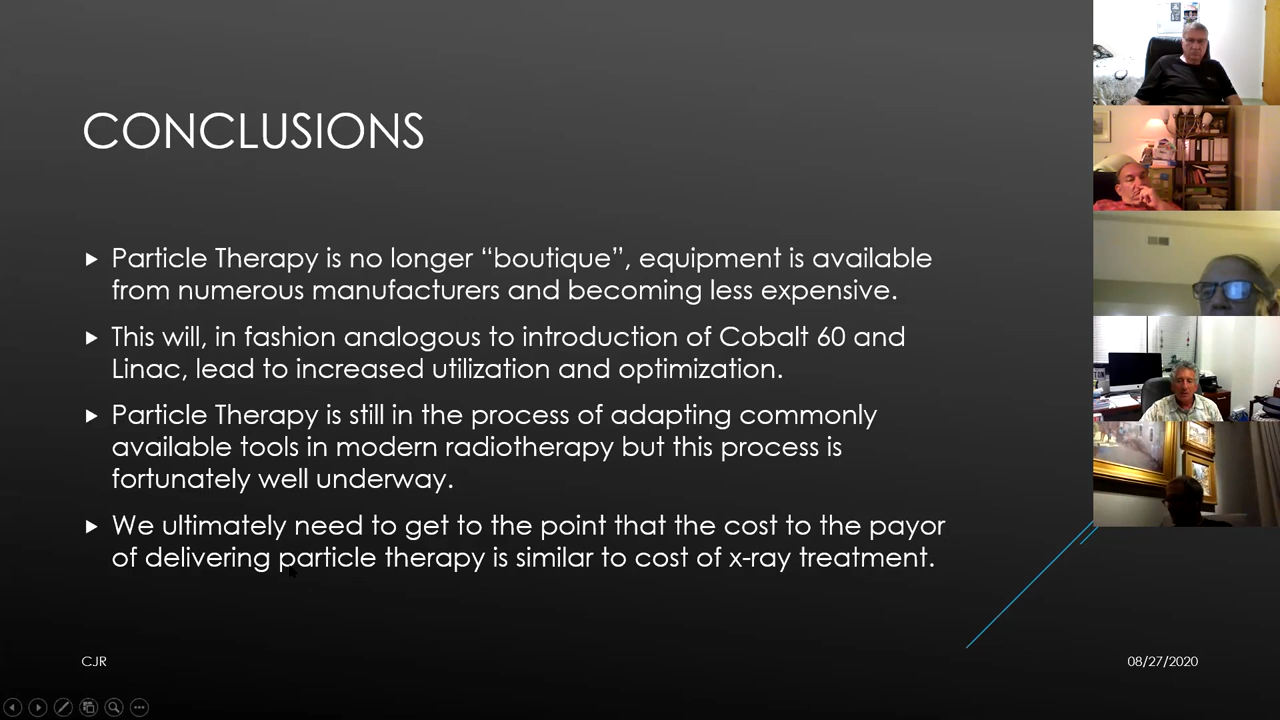 CONCLUSIONS
Particle Therapy is no longer “boutique”, equipment is available
from numerous manufacturers and becoming less expensive.
This will, in fashion analogous to introduction of Cobalt 60 and
Linac, lead to increased utilization and optimization.
Particle Therapy is still in the process of adapting commonly
available tools in modern radiotherapy but this process is
fortunately well underway.
We ultimately need to get to the point that the cost to the payor
of delivering particle therapy is similar to cost of x-ray treatment.
CJR
08/27/2020